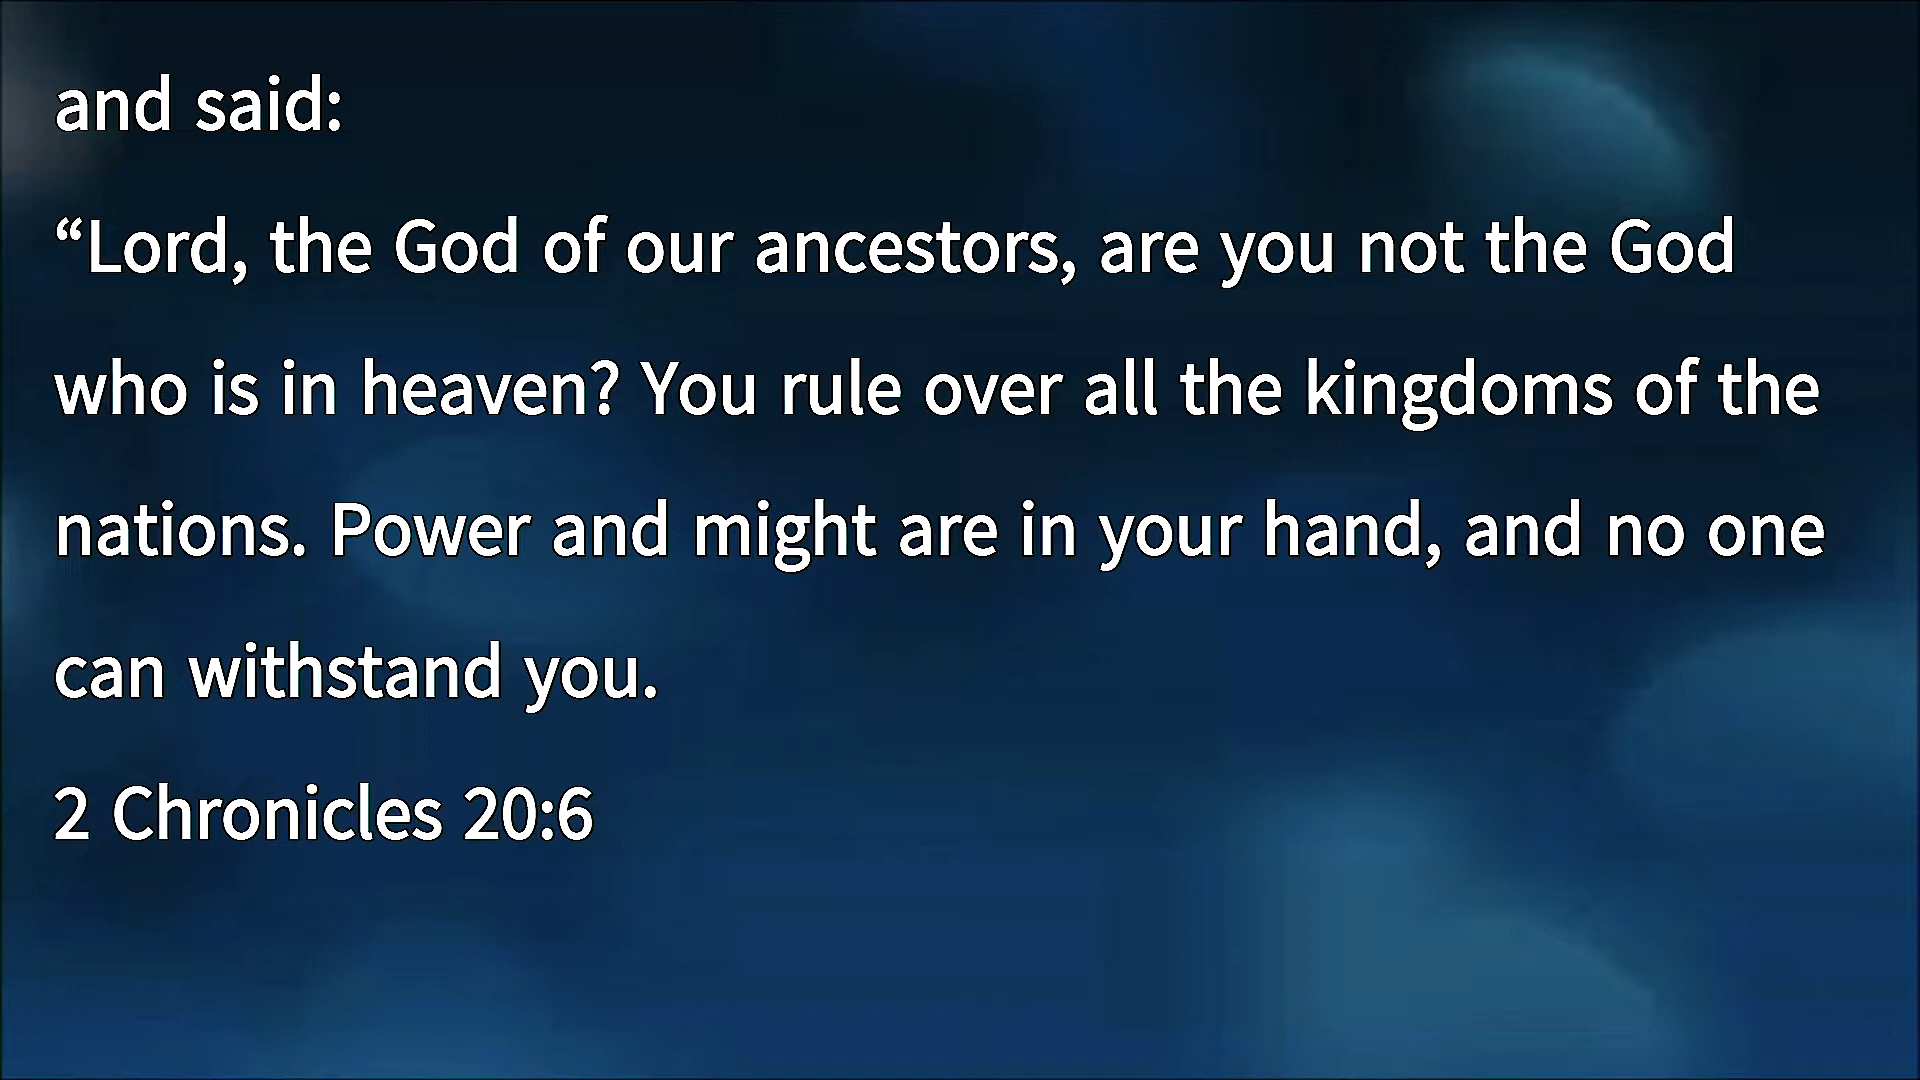 and said:
“Lord, the God of our ancestors, are you not the God
who is in heaven? You rule over all the kingdoms of the
nations. Power and might are in your hand, and no one
can withstand you.
2 Chronicles 20:6